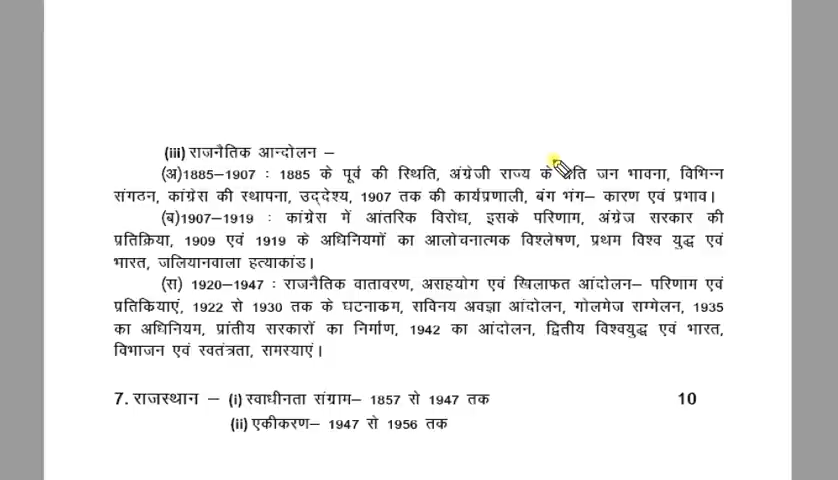 (iii) राजनैतिक आन्दोलन –
(अ)1885–1907 : 1885 के पूर्व की स्थिति, अंग्रेजी राज्य के जन भावना, विभिन्न
संगठन, कांग्रेस की स्थापना, उद्देश्य, 1907 तक की कार्यप्रणाली, बंग भंग– कारण एवं प्रभाव।
(ब)1907–1919 : कांग्रेस में आंतरिक विरोध, इसके परिणाम, अंग्रेज सरकार की
प्रतिक्रिया, 1909 एवं 1919 के अधिनियमों का आलोचनात्मक विश्लेषण, प्रथम विश्व युद्ध एवं
भारत, जलियानवाला हत्याकांड।
(स) 1920–1947 : राजनैतिक वातावरण, असहयोग एवं खिलाफत आंदोलन– परिणाम एवं
प्रतिकियाएं, 1922 से 1930 तक के घटनाकम, सविनय अवज्ञा आंदोलन, गोलमेज सम्मेलन, 1935
का अधिनियम, प्रांतीय सरकारों का निर्माण, 1942 का आंदोलन, द्वितीय विश्वयुद्ध एवं भारत,
विभाजन एवं स्वतंत्रता, समस्याएं।
7. राजस्थान – (i) स्वाधीनता संग्राम– 1857 से 1947 तक 10
(ii) एकीकरण– 1947 से 1956 तक